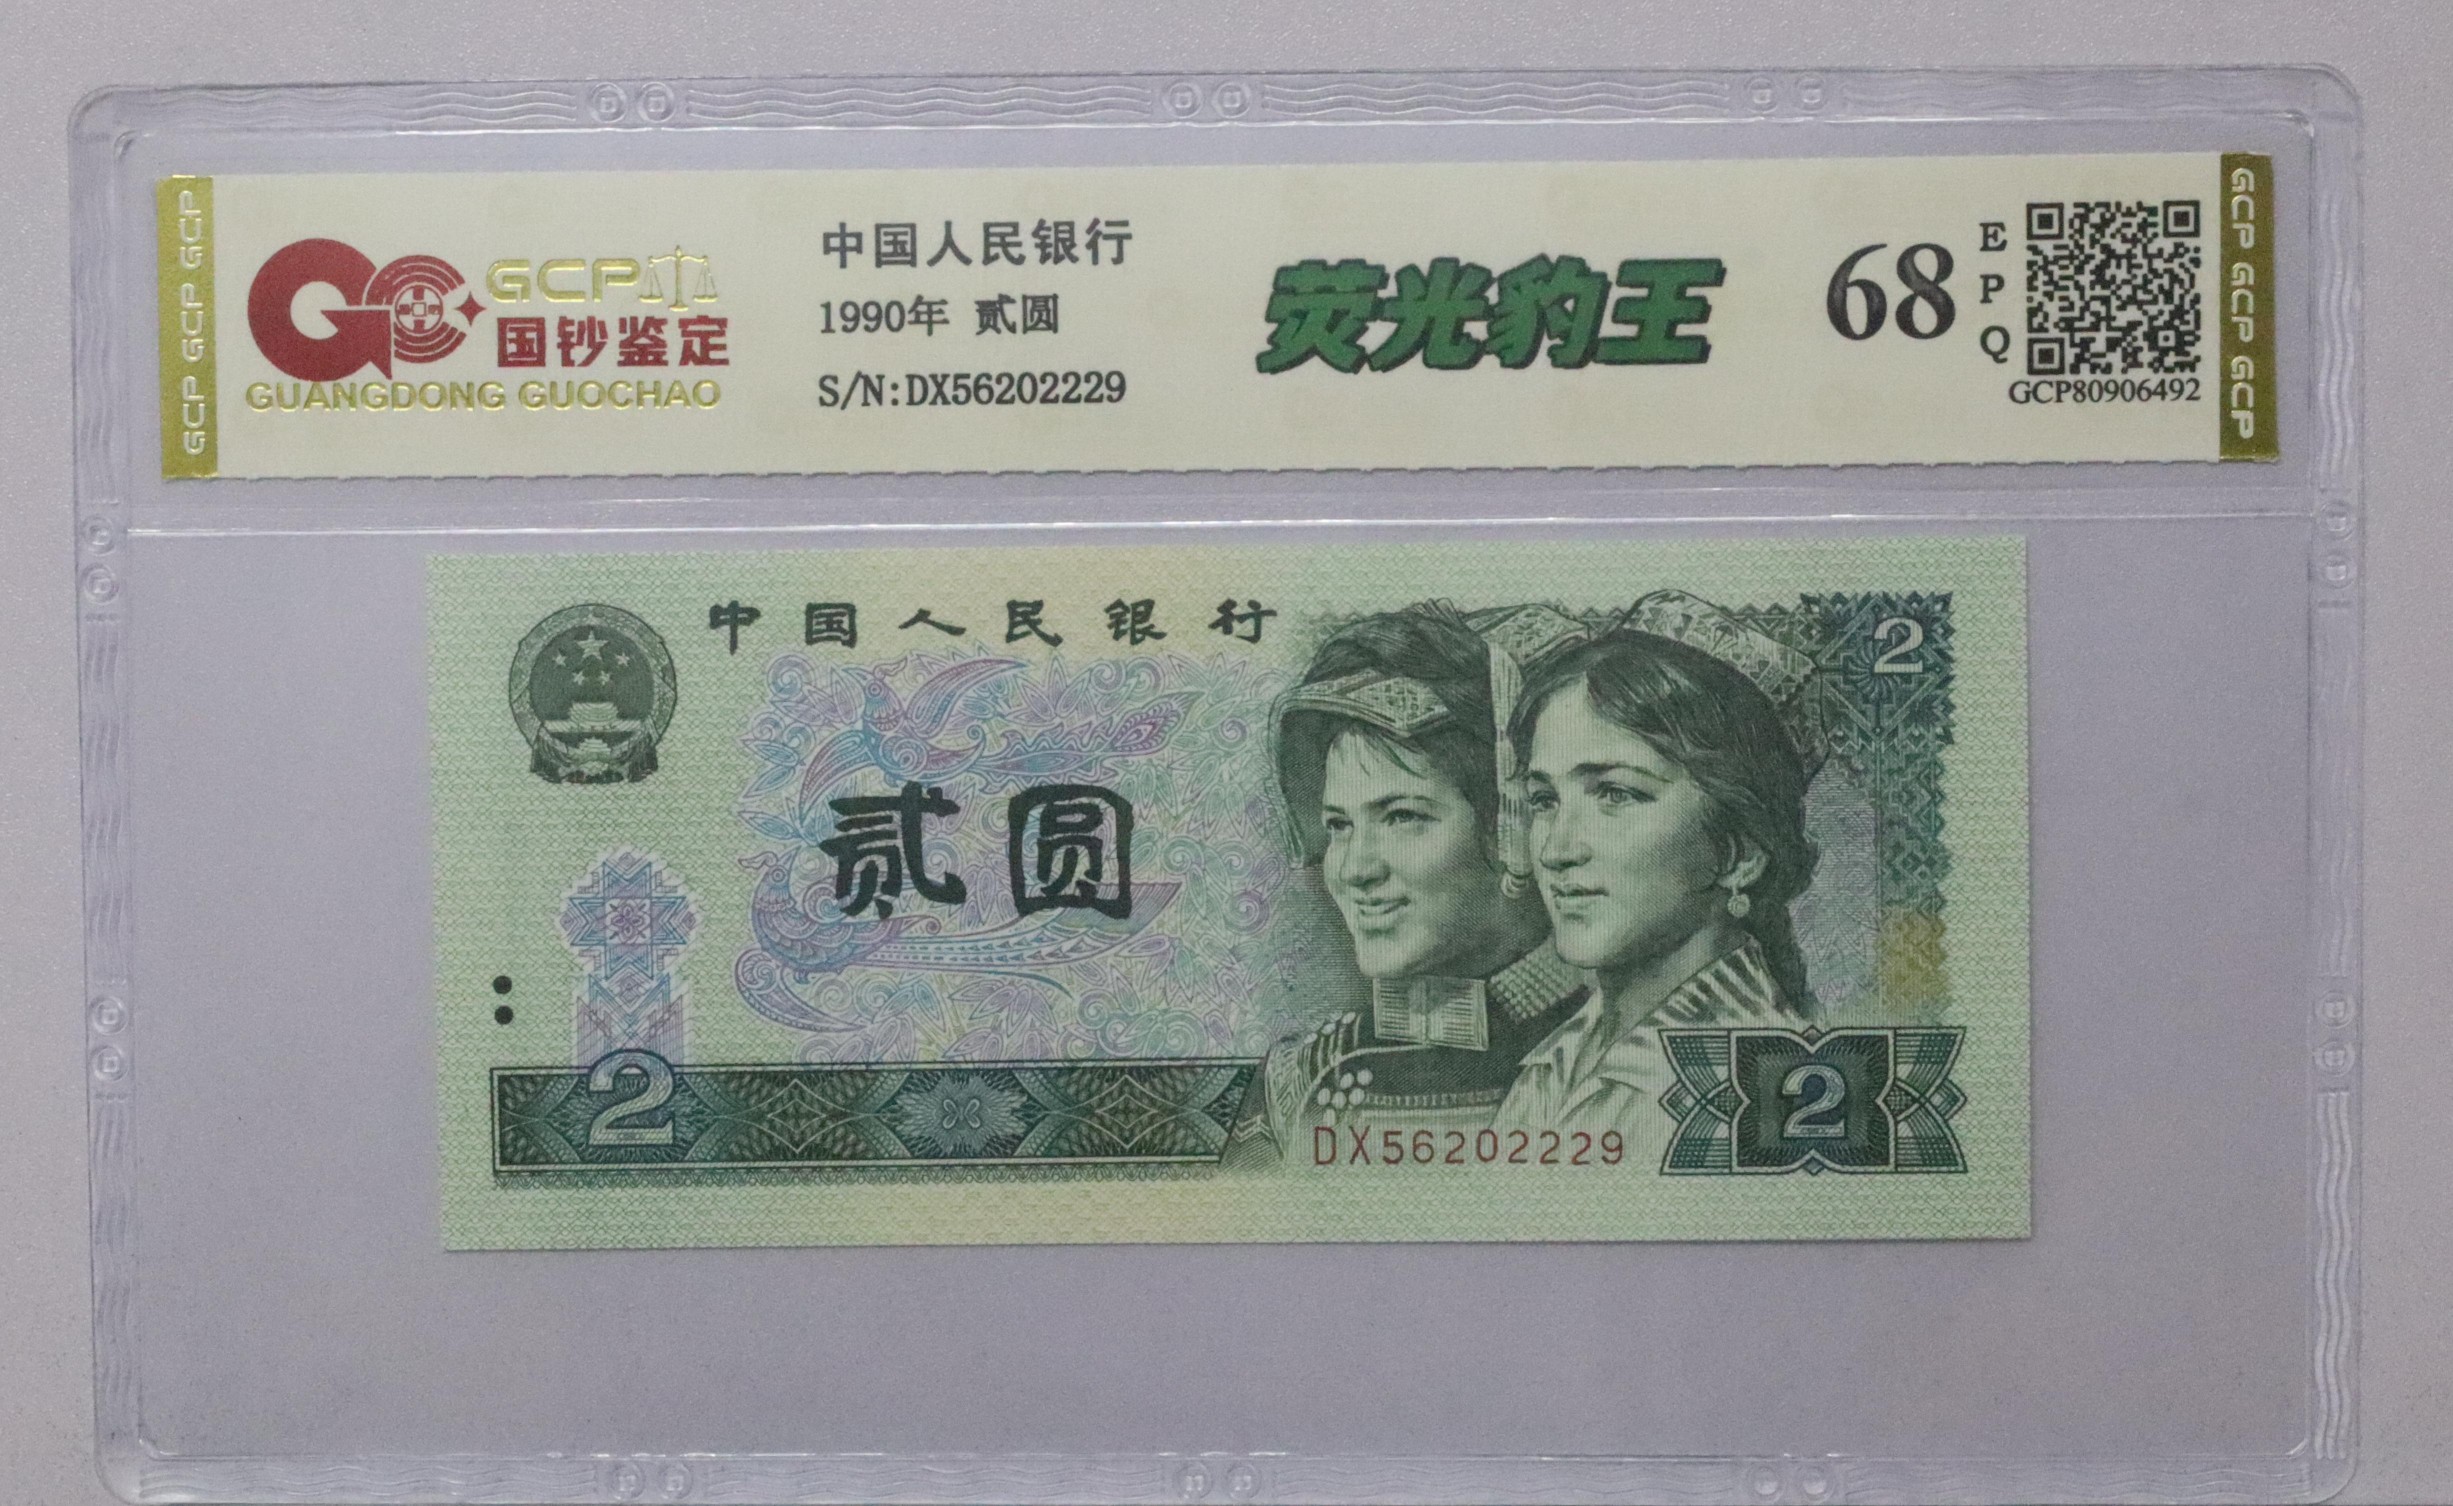 GCP GCP GCP
GCP
国钞鉴定
GUANGDONG GUOCHAO
中国人民银行
1990年 贰圆
S/N:DX56202229
荧光豹王
68
EPQ
GCP80906492
GCP GCP GCP
中国人民银行
2
贰圆
2
DX56202229
2